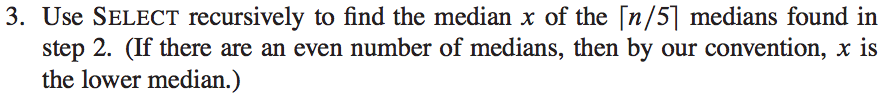 3. Use SELECT recursively to find the median x of the ⌈n/5⌉ medians found in
step 2. (If there are an even number of medians, then by our convention, x is
the lower median.)